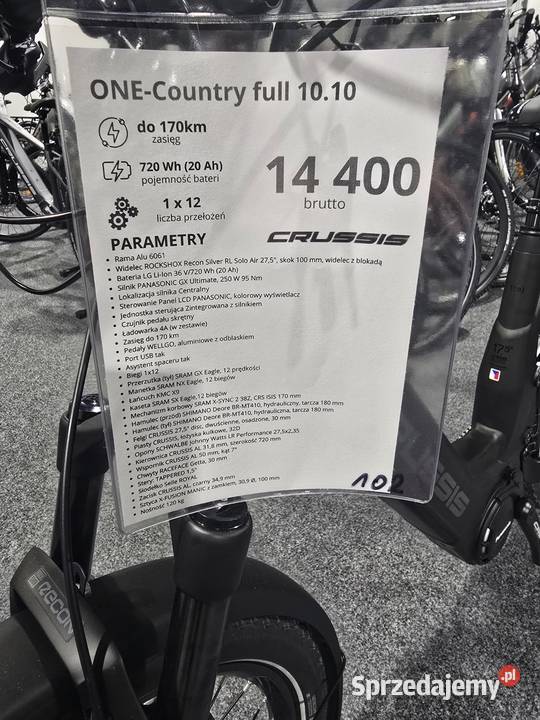 ONE-Country full 10.10
do 170km
zasięg
720 Wh (20 Ah)
pojemność bateri
1 x 12
liczba przełożeń
14 400
brutto
CRUSSIS
PARAMETRY
• Rama Alu 6061
• Widelec ROCKSHOX Recon Silver RL Solo Air 27,5", skok 100 mm, widelec z blokadą
• Bateria LG Li-Ion 36 V/720 Wh (20 Ah)
• Silnik PANASONIC GX Ultimate, 250 W 95 Nm
• Lokalizacja silnika Centralny
• Sterowanie Panel LCD PANASONIC, kolorowy wyświetlacz
• Jednostka sterująca Zintegrowana z silnikiem
• Czujnik pedału skrętny
• Ładowarka 4A (w zestawie)
• Zasięg do 170 km
• Pedały WELLGO, aluminiowe z odblaskiem
• Port USB tak
• Asystent spaceru tak
• Biegi 1x12
• Przerzutka (tył) SRAM GX Eagle, 12 prędkości
• Manetka SRAM NX Eagle, 12 biegów
• Łańcuch KMC X9
• Kaseta SRAM SX Eagle,12 biegów
• Mechanizm korbowy SRAM X-SYNC 2 38Z, CRS ISIS 170 mm
• Hamulec (przód) SHIMANO Deore BR-MT410, hydrauliczny, tarcza 180 mm
• Hamulec (tył) SHIMANO Deore BR-MT410, hydrauliczna, tarcza 180 mm
• Felgi CRUSSIS 27,5" disc, dwuścienne, osadzone, 30 mm
• Piasty CRUSSIS, łożyska kulkowe, 32D
• Opony SCHWALBE Johnny Watts LR Performance 27,5x2,35
• Kierownica CRUSSIS AL 31,8 mm, szerokość 720 mm
• Wspornik CRUSSIS AL 50 mm, kąt 7°
• Chwyty RACEFACE Getta, 30 mm
• Stery: TAPPERED 1,5"
• Siodełko Selle ROYAL
• Zacisk CRUSSIS AL, czarny 34,9 mm
• Sztyca X-FUSION MANIC z zamkiem, 30,9 Ø, 100 mm
• Nośność 120 kg
102
17,5"
RECON
SSIS
Sprzedajemy.pl